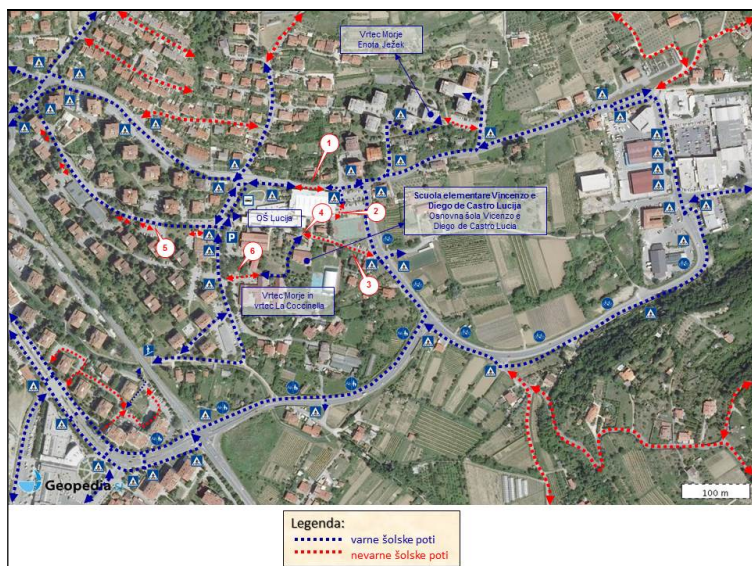 Vrtec Morje
Enota Ježek
1
Scuola elementare Vincenzo e
Diego de Castro Lucia
Osnovna šola Vicenzo e
Diego de Castro Lucija
2
4
OŠ Lucija
P
5
6
3
Vrtec Morje in
vrtec La Coccinella
Geopedia
100 m
Legenda:
varne šolske poti
nevarne šolske poti